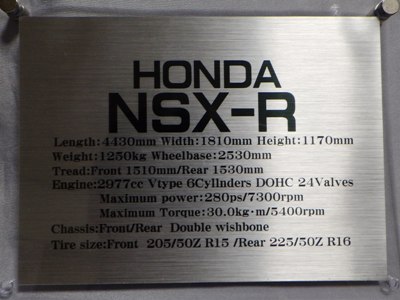 HONDA
NSX-R
Length:4430mm Width:1810mm Height:1170mm
Weight:1250kg Wheelbase:2530mm
Tread:Front 1510mm/Rear 1530mm
Engine:2977cc Vtype 6Cyllnders DOHC 24Valves
Maximum power:280ps/7300rpm
Maximum Torque:30.0kg·m/5400rpm
Chassis:Front/Rear Double wishbone
Tire size:Front 205/50Z R15 /Rear 225/50Z R16